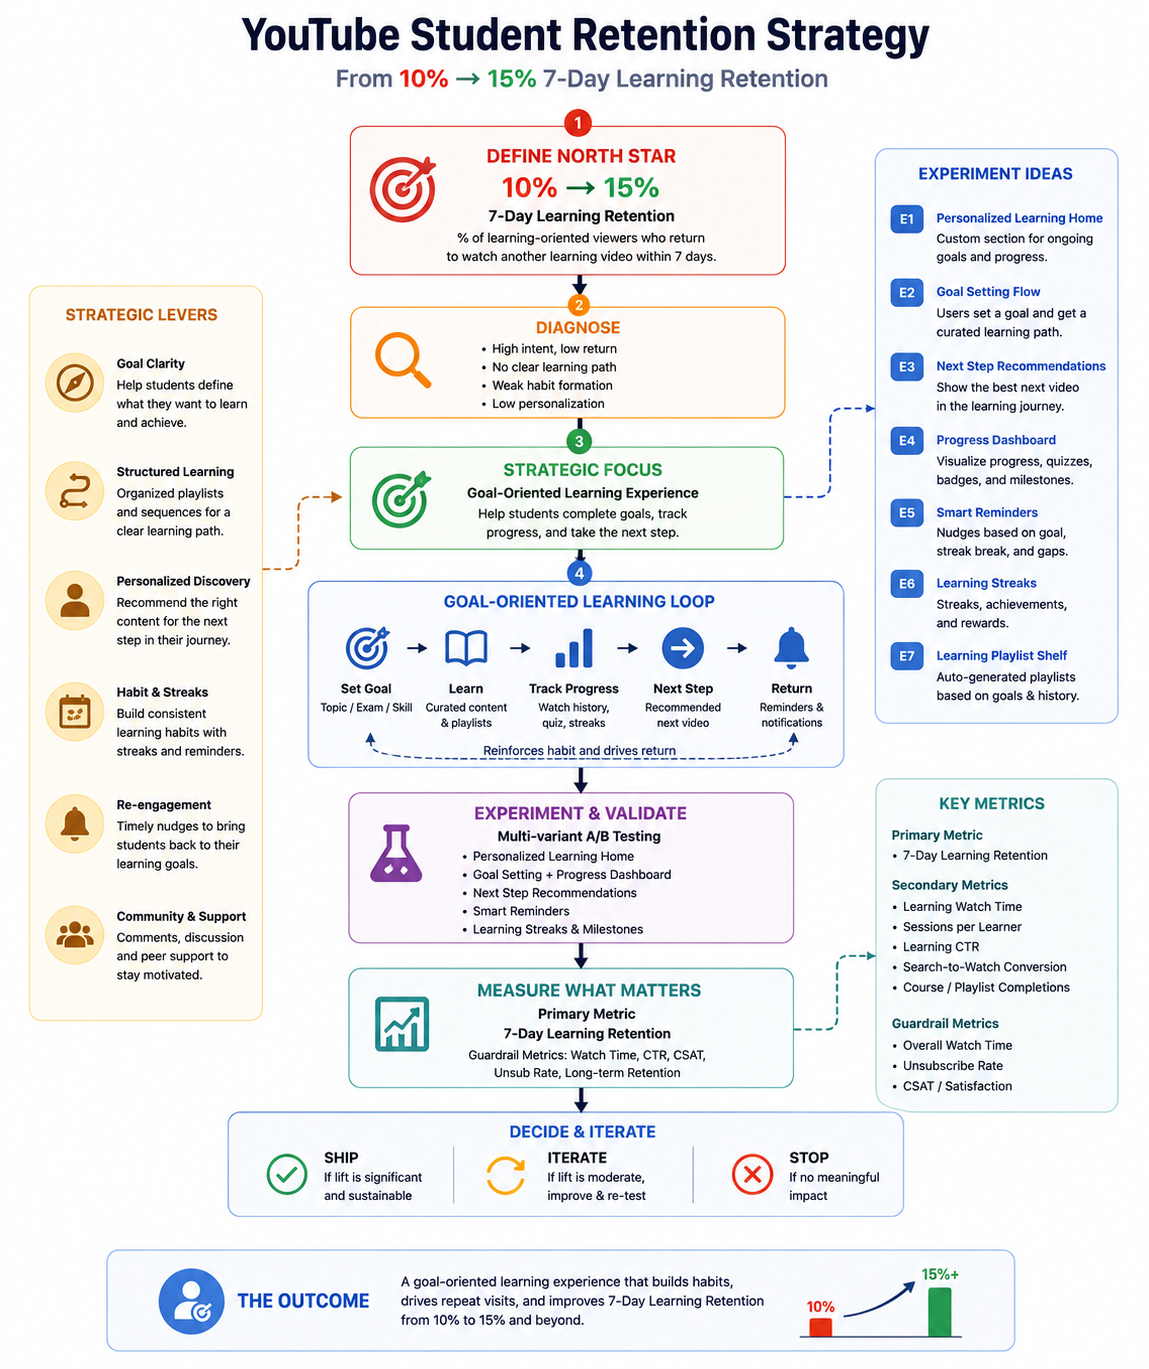 YouTube Student Retention Strategy
From 10% → 15% 7-Day Learning Retention
1
DEFINE NORTH STAR
10% → 15%
7-Day Learning Retention
% of learning-oriented viewers who return
to watch another learning video within 7 days.
2
DIAGNOSE
• High intent, low return
• No clear learning path
• Weak habit formation
• Low personalization
3
STRATEGIC FOCUS
Goal-Oriented Learning Experience
Help students complete goals, track
progress, and take the next step.
4
GOAL-ORIENTED LEARNING LOOP
Set Goal
Topic / Exam / Skill
Learn
Curated content
& playlists
Track Progress
Watch history,
quiz, streaks
Next Step
Recommended
next video
Return
Reminders &
notifications
Reinforces habit and drives return
EXPERIMENT & VALIDATE
Multi-variant A/B Testing
• Personalized Learning Home
• Goal Setting + Progress Dashboard
• Next Step Recommendations
• Smart Reminders
• Learning Streaks & Milestones
MEASURE WHAT MATTERS
Primary Metric
7-Day Learning Retention
Guardrail Metrics: Watch Time, CTR, CSAT,
Unsub Rate, Long-term Retention
DECIDE & ITERATE
SHIP
If lift is significant
and sustainable
ITERATE
If lift is moderate,
improve & re-test
STOP
If no meaningful
impact
STRATEGIC LEVERS
Goal Clarity
Help students define
what they want to learn
and achieve.
Structured Learning
Organized playlists
and sequences for a
clear learning path.
Personalized Discovery
Recommend the right
content for the next
step in their journey.
Habit & Streaks
Build consistent
learning habits with
streaks and reminders.
Re-engagement
Timely nudges to bring
students back to their
learning goals.
Community & Support
Comments, discussion
and peer support to
stay motivated.
EXPERIMENT IDEAS
E1
Personalized Learning Home
Custom section for ongoing
goals and progress.
E2
Goal Setting Flow
Users set a goal and get a
curated learning path.
E3
Next Step Recommendations
Show the best next video
in the learning journey.
E4
Progress Dashboard
Visualize progress, quizzes,
badges, and milestones.
E5
Smart Reminders
Nudges based on goal,
streak break, and gaps.
E6
Learning Streaks
Streaks, achievements,
and rewards.
E7
Learning Playlist Shelf
Auto-generated playlists
based on goals & history.
KEY METRICS
Primary Metric
• 7-Day Learning Retention
Secondary Metrics
• Learning Watch Time
• Sessions per Learner
• Learning CTR
• Search-to-Watch Conversion
• Course / Playlist Completions
Guardrail Metrics
• Overall Watch Time
• Unsubscribe Rate
• CSAT / Satisfaction
THE OUTCOME
A goal-oriented learning experience that builds habits,
drives repeat visits, and improves 7-Day Learning Retention
from 10% to 15% and beyond.
10%
15%+